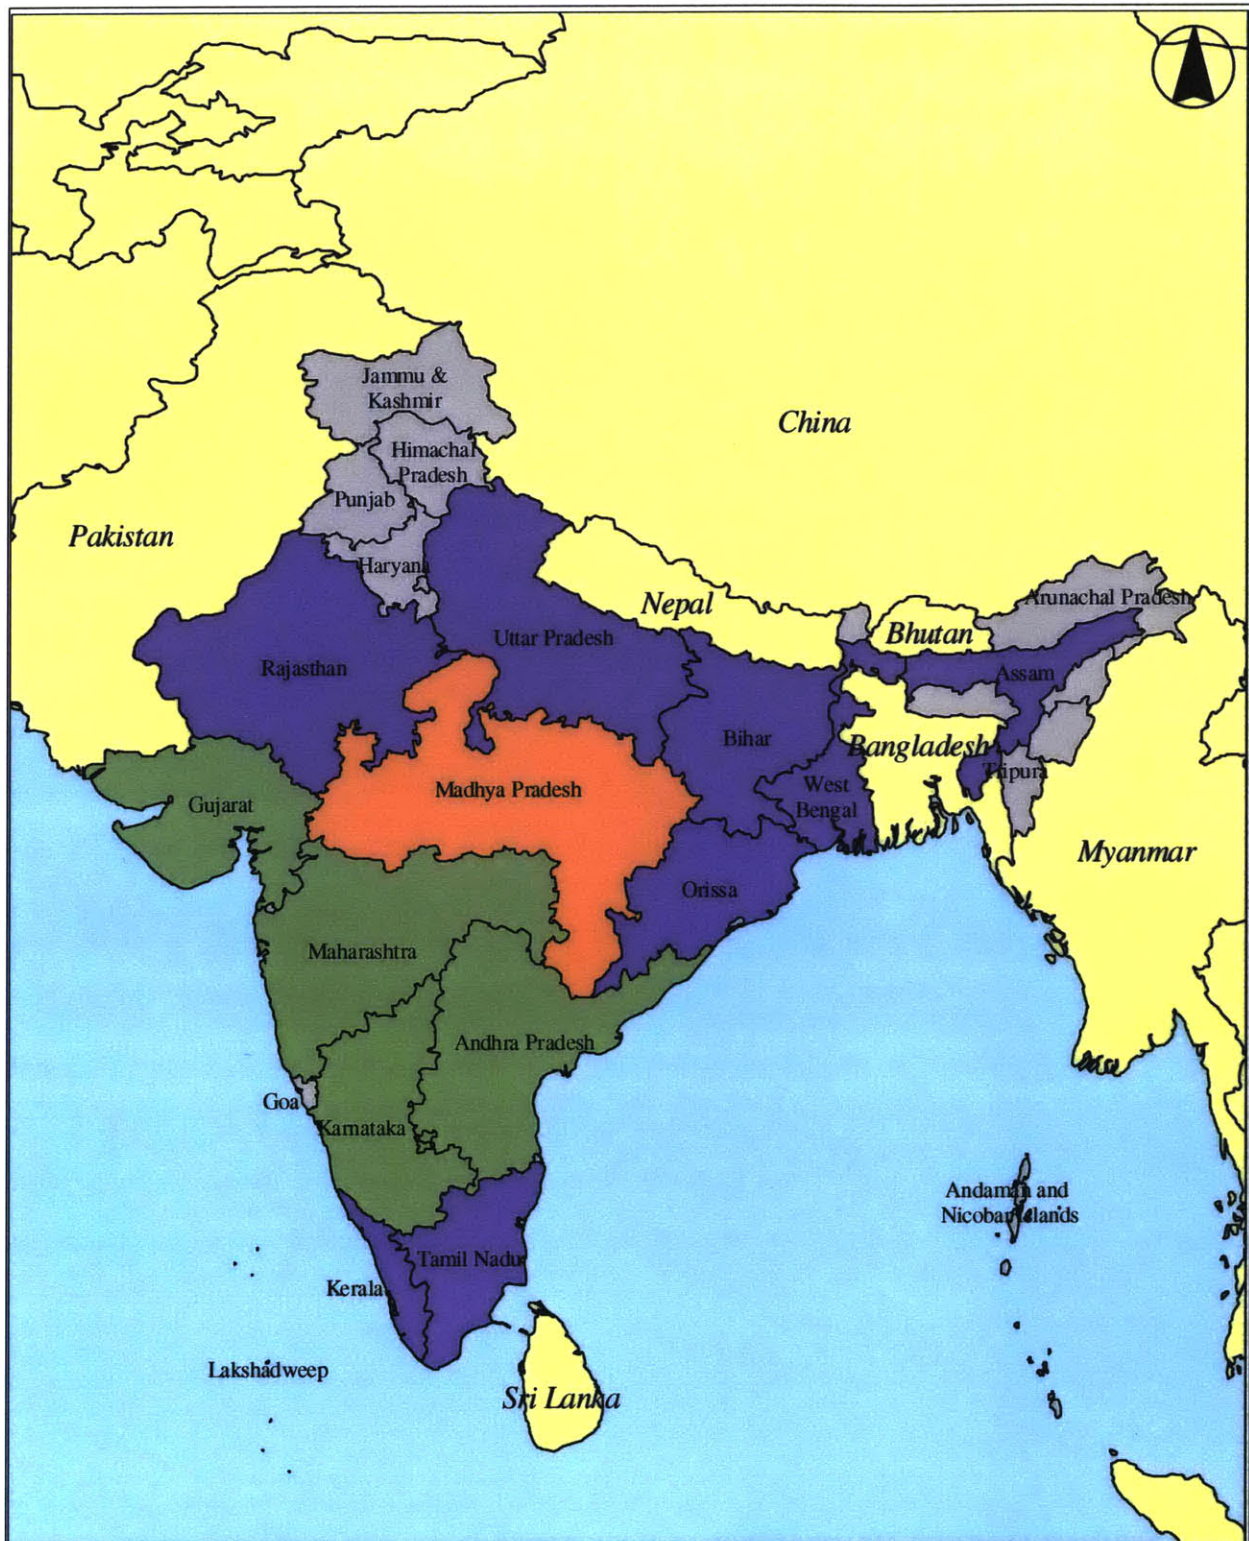 Jammu &
Kashmir
China
Himachal
Pradesh
Punjab
Pakistan
Haryana
Nepal
Arunachal Pradesh
Bhutan
Uttar Pradesh
Rajasthan
Assam
Bihar
Bangladesh
Tripura
West
Bengal
Madhya Pradesh
Gujarat
Myanmar
Orissa
Maharashtra
Andhra Pradesh
Goa
Karnataka
Andaman and
Nicobar Islands
Tamil Nadu
Kerala
Lakshadweep
Sri Lanka